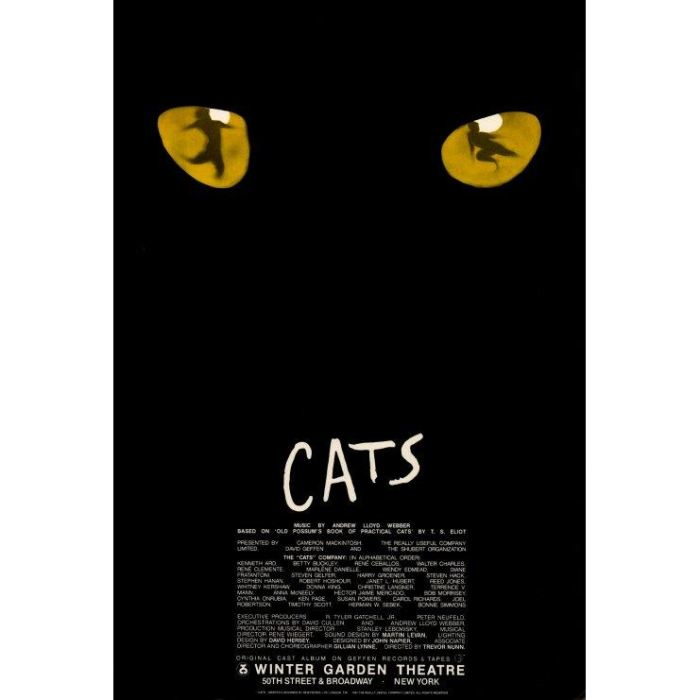 CATS
MUSIC BY ANDREW LLOYD WEBBER
BASED ON 'OLD POSSUM'S BOOK OF PRACTICAL CATS' BY T. S. ELIOT
PRESENTED BY CAMERON MACKINTOSH. THE REALLY USEFUL COMPANY
LIMITED. DAVID GEFFEN AND THE SHUBERT ORGANIZATION
THE "CATS" COMPANY: (IN ALPHABETICAL ORDER)
KENNETH ARD. BETTY BUCKLEY. RENÉ CEBALLOS. WALTER CHARLES.
RENÉ CLEMENTE. MARLÈNE DANIELLE. WENDY EDMEAD. DIANE
FRATANTONI. STEVEN GELFER. HARRY GROENER. STEVEN HACK.
STEPHEN HANAN. ROBERT HOSHOUR. JANET L. HUBERT. REED JONES.
WHITNEY KERSHAW. DONNA KING. CHRISTINE LANGNER. TERRENCE V.
MANN. ANNA McNEELY. HECTOR JAIME MERCADO. BOB MORRISEY.
CYNTHIA ONRUBIA. KEN PAGE. SUSAN POWERS. CAROL RICHARDS. JOEL
ROBERTSON. TIMOTHY SCOTT. HERMAN W. SEBEK. BONNIE SIMMONS
EXECUTIVE PRODUCERS R. TYLER GATCHELL JR. PETER NEUFELD.
ORCHESTRATIONS BY DAVID CULLEN AND ANDREW LLOYD WEBBER.
PRODUCTION MUSICAL DIRECTOR STANLEY LEBOWSKY. MUSICAL
DIRECTOR RENÉ WIEGERT. SOUND DESIGN BY MARTIN LEVAN. LIGHTING
DESIGN BY DAVID HERSEY. DESIGNED BY JOHN NAPIER. ASSOCIATE
DIRECTOR AND CHOREOGRAPHER GILLIAN LYNNE. DIRECTED BY TREVOR NUNN.
ORIGINAL CAST ALBUM ON GEFFEN RECORDS & TAPES
WINTER GARDEN THEATRE
50TH STREET & BROADWAY - NEW YORK